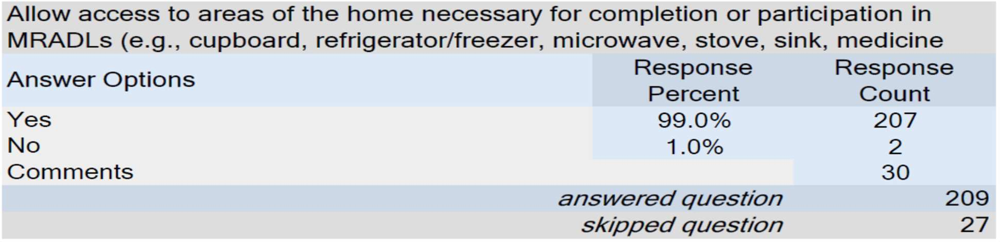 Allow access to areas of the home necessary for completion or participation in
MRADLs (e.g., cupboard, refrigerator/freezer, microwave, stove, sink, medicine
Answer Options Response Percent Response Count
Yes 99.0% 207
No 1.0% 2
Comments 30
answered question 209
skipped question 27